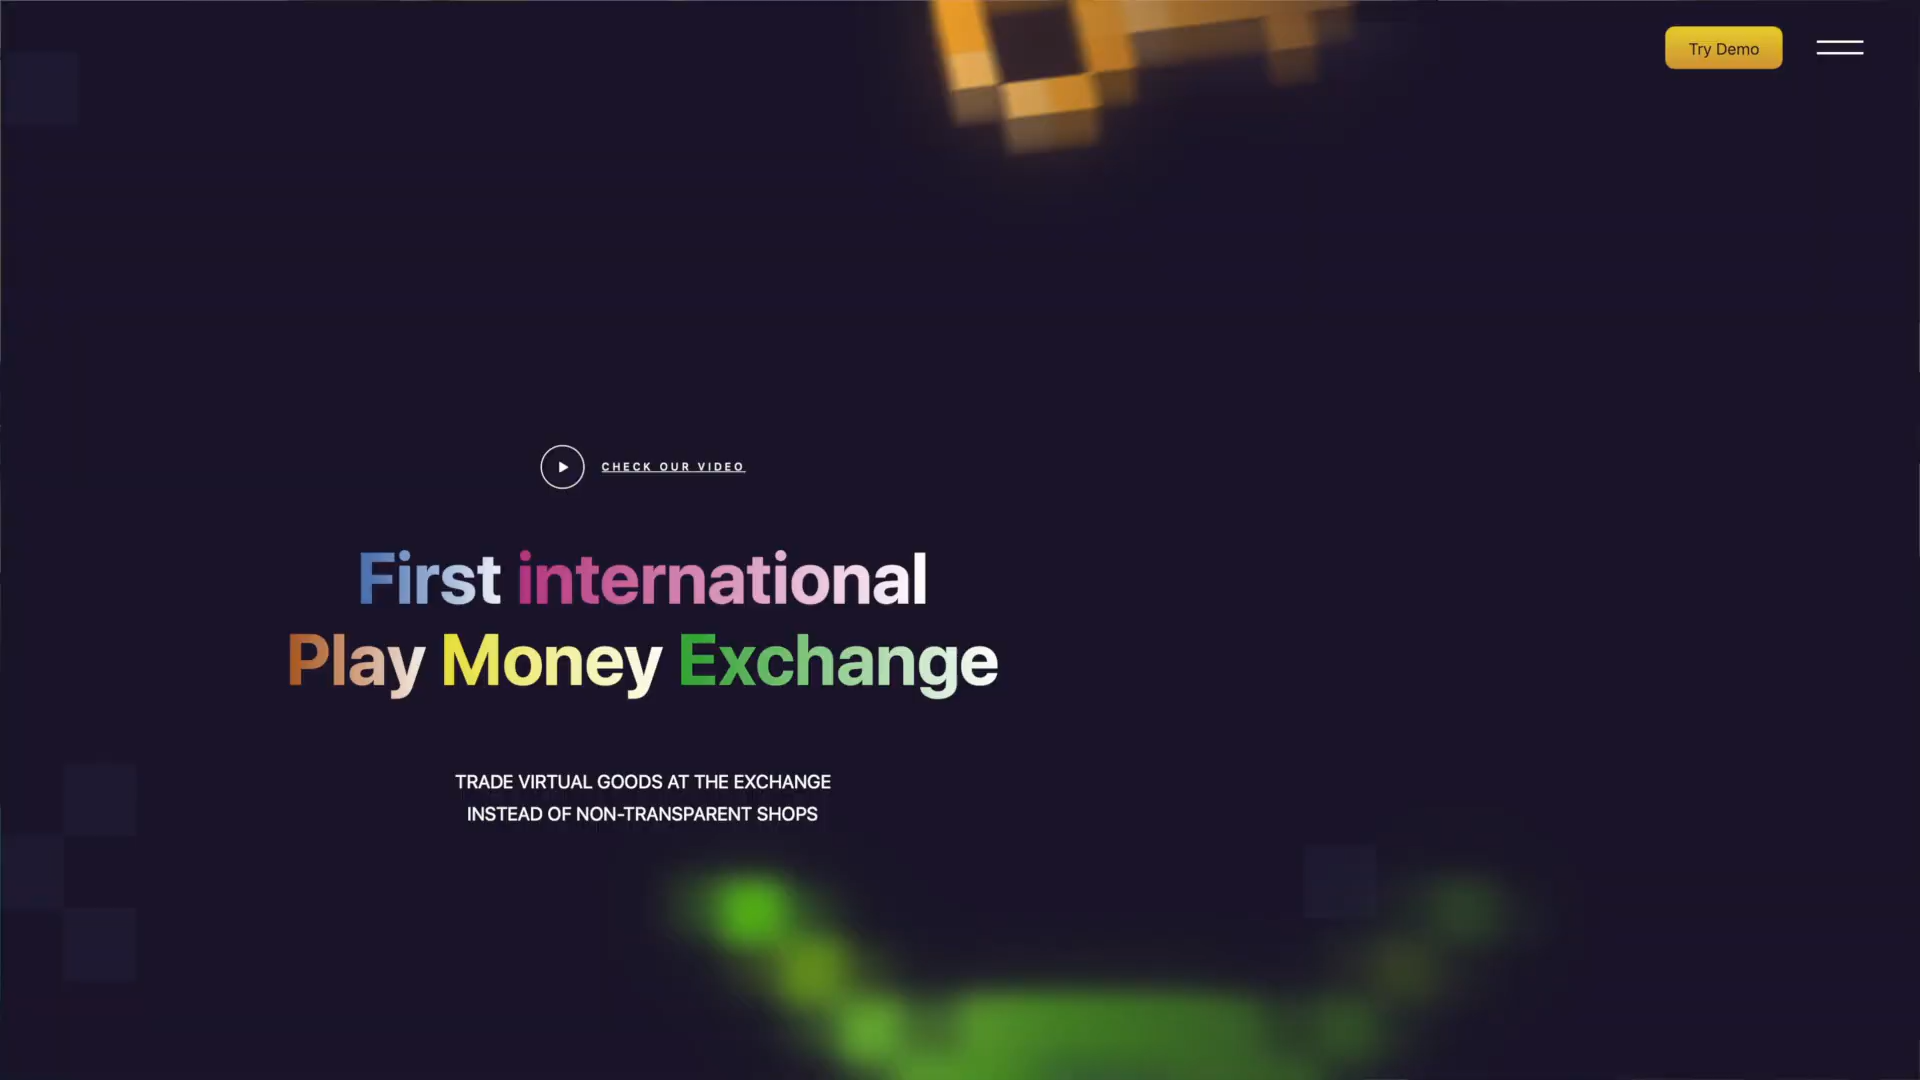 Try Demo
CHECK OUR VIDEO
First international
Play Money Exchange
TRADE VIRTUAL GOODS AT THE EXCHANGE
INSTEAD OF NON-TRANSPARENT SHOPS